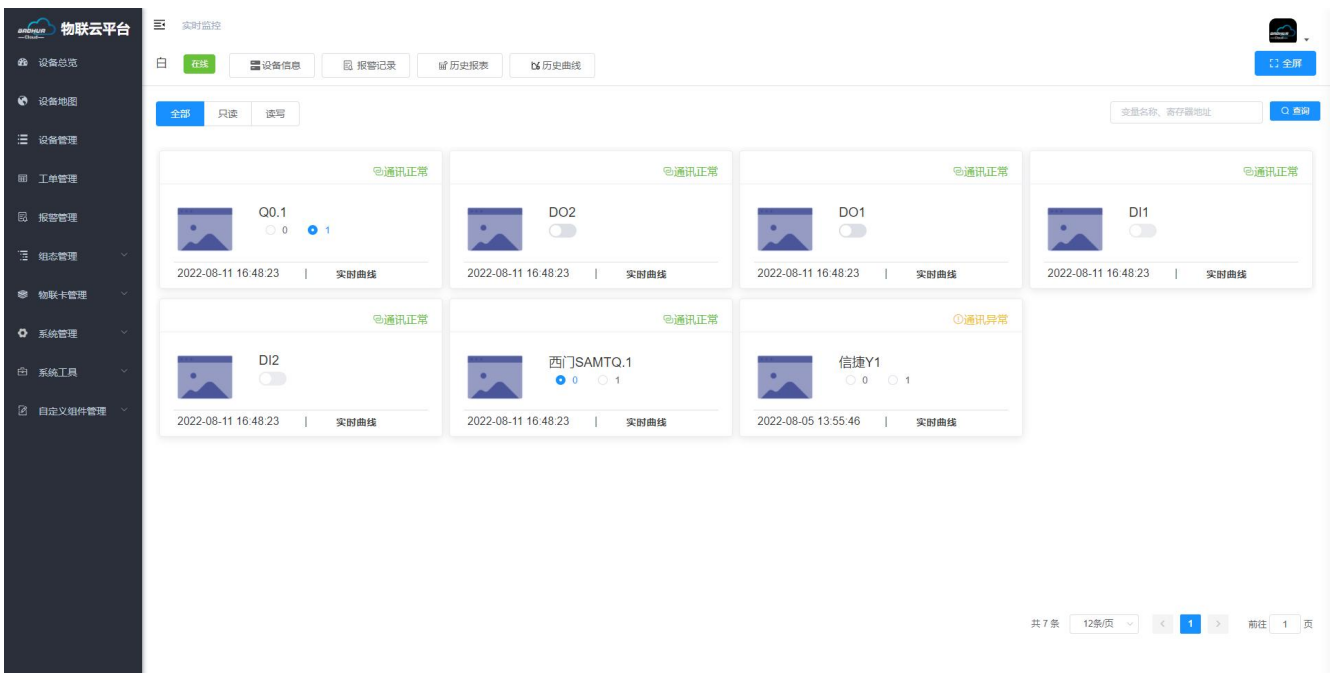 BAOHUA Cloud 物联云平台
实时监控
设备总览
设备地图
设备管理
工单管理
报警管理
组态管理
物联卡管理
系统管理
系统工具
自定义组件管理
白 在线 设备信息 报警记录 历史报表 历史曲线 全屏
全部 只读 读写 变量名称、寄存器地址 查询
通讯正常
Q0.1
0 1
2022-08-11 16:48:23 | 实时曲线
通讯正常
DO2
2022-08-11 16:48:23 | 实时曲线
通讯正常
DO1
2022-08-11 16:48:23 | 实时曲线
通讯正常
DI1
2022-08-11 16:48:23 | 实时曲线
通讯正常
DI2
2022-08-11 16:48:23 | 实时曲线
通讯正常
西门SAMTQ.1
0 1
2022-08-11 16:48:23 | 实时曲线
通讯异常
信捷Y1
0 1
2022-08-05 13:55:46 | 实时曲线
共 7 条 12条/页 < 1 > 前往 1 页